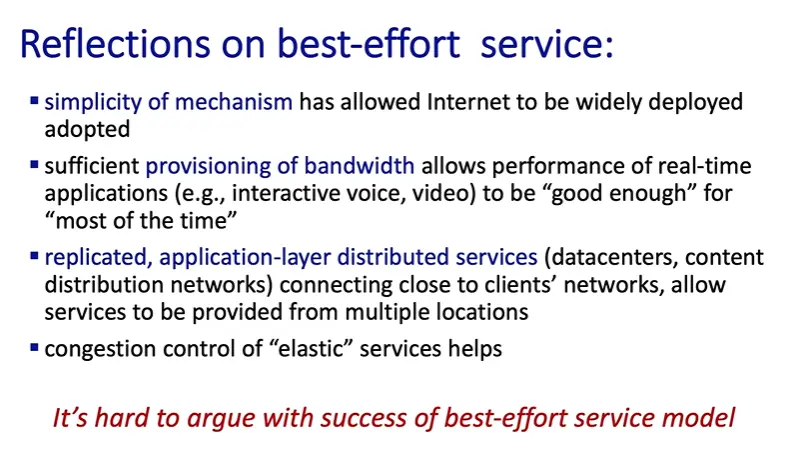 Reflections on best-effort service:
▪ simplicity of mechanism has allowed Internet to be widely deployed
adopted
▪ sufficient provisioning of bandwidth allows performance of real-time
applications (e.g., interactive voice, video) to be “good enough” for
“most of the time”
▪ replicated, application-layer distributed services (datacenters, content
distribution networks) connecting close to clients’ networks, allow
services to be provided from multiple locations
▪ congestion control of “elastic” services helps
It’s hard to argue with success of best-effort service model